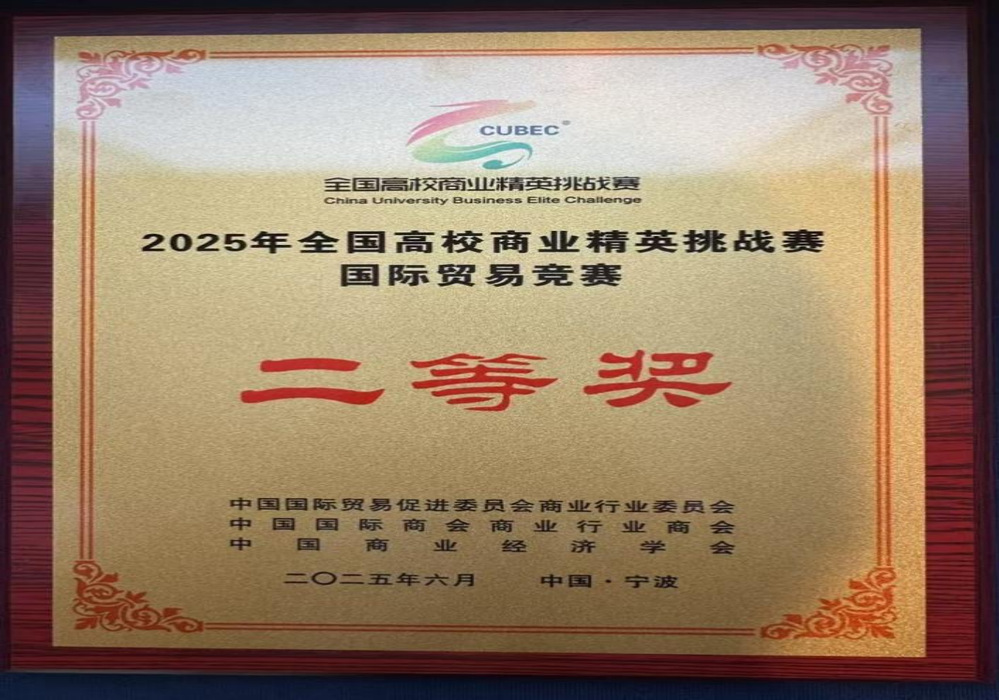 CUBEC®
全国高校商业精英挑战赛
China University Business Elite Challenge
2025年全国高校商业精英挑战赛
国际贸易竞赛
二等奖
中国国际贸易促进委员会商业行业委员会
中国国际商会商业行业商会
中国商业经济学会
二〇二五年六月 中国·宁波